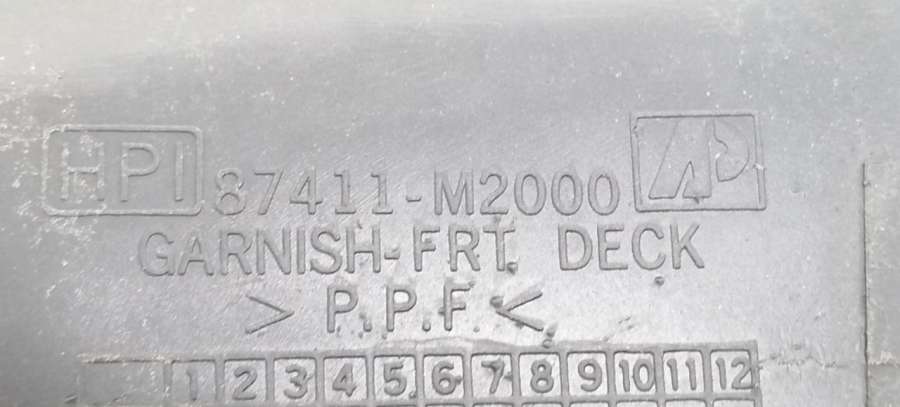 HPI 87411-M2000
GARNISH-FRT. DECK
> P.P.F. <
1 2 3 4 5 6 7 8 9 10 11 12